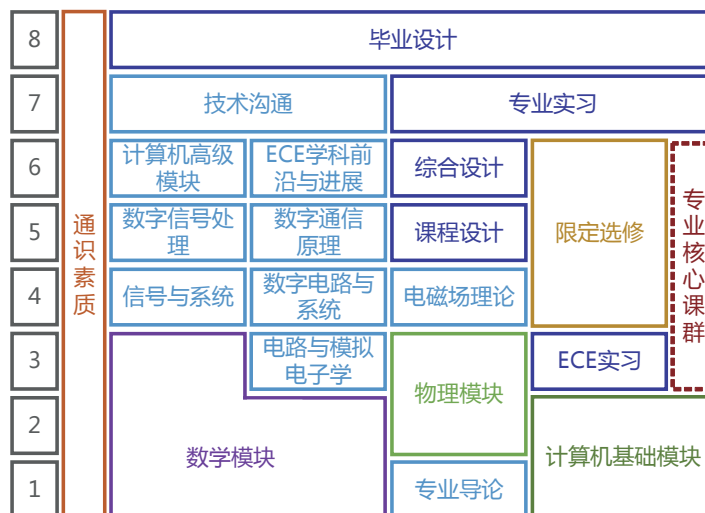 8
毕业设计
7
技术沟通
专业实习
6
计算机高级
模块
ECE学科前
沿与进展
综合设计
限定选修
专业核心课群
通识素质
5
数字信号处
理
数字通信
原理
课程设计
4
信号与系统
数字电路与
系统
电磁场理论
3
电路与模拟
电子学
物理模块
ECE实习
2
数学模块
计算机基础模块
1
专业导论